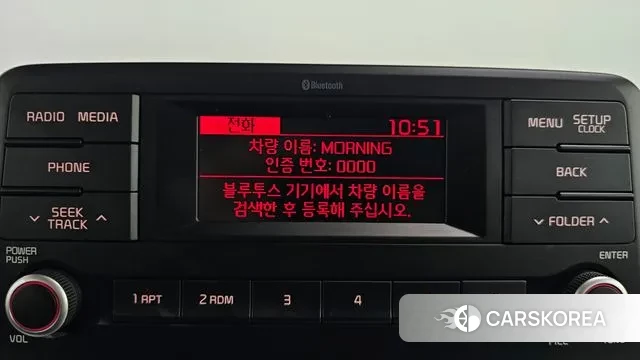 Bluetooth
RADIO MEDIA
전화 10:51
MENU SETUP
CLOCK
차량 이름: MORNING
인증 번호: 0000
PHONE
BACK
블루투스 기기에서 차량 이름을
검색한 후 등록해 주십시오.
SEEK
TRACK
FOLDER
POWER
PUSH
ENTER
1 RPT 2 RDM 3 4
VOL
CARSKOREA